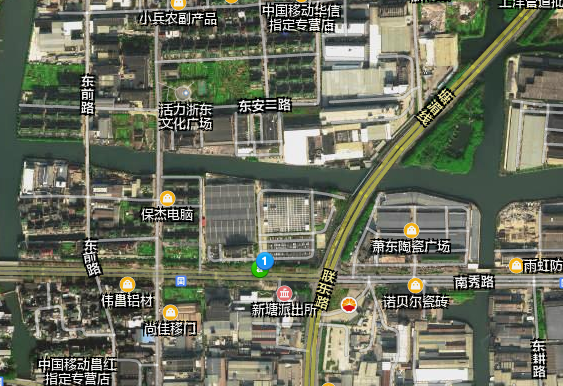 小兵农副产品
中国移动华信
指定专营店
东前路
活力浙东
文化广场
东安三路
塘湄线
保杰电脑
萧东陶瓷广场
东前路
1
雨虹防
伟昌铝材
联东路
南秀路
新塘派出所
诺贝尔瓷砖
尚佳移门
东耕路
中国移动昌红
指定专营店